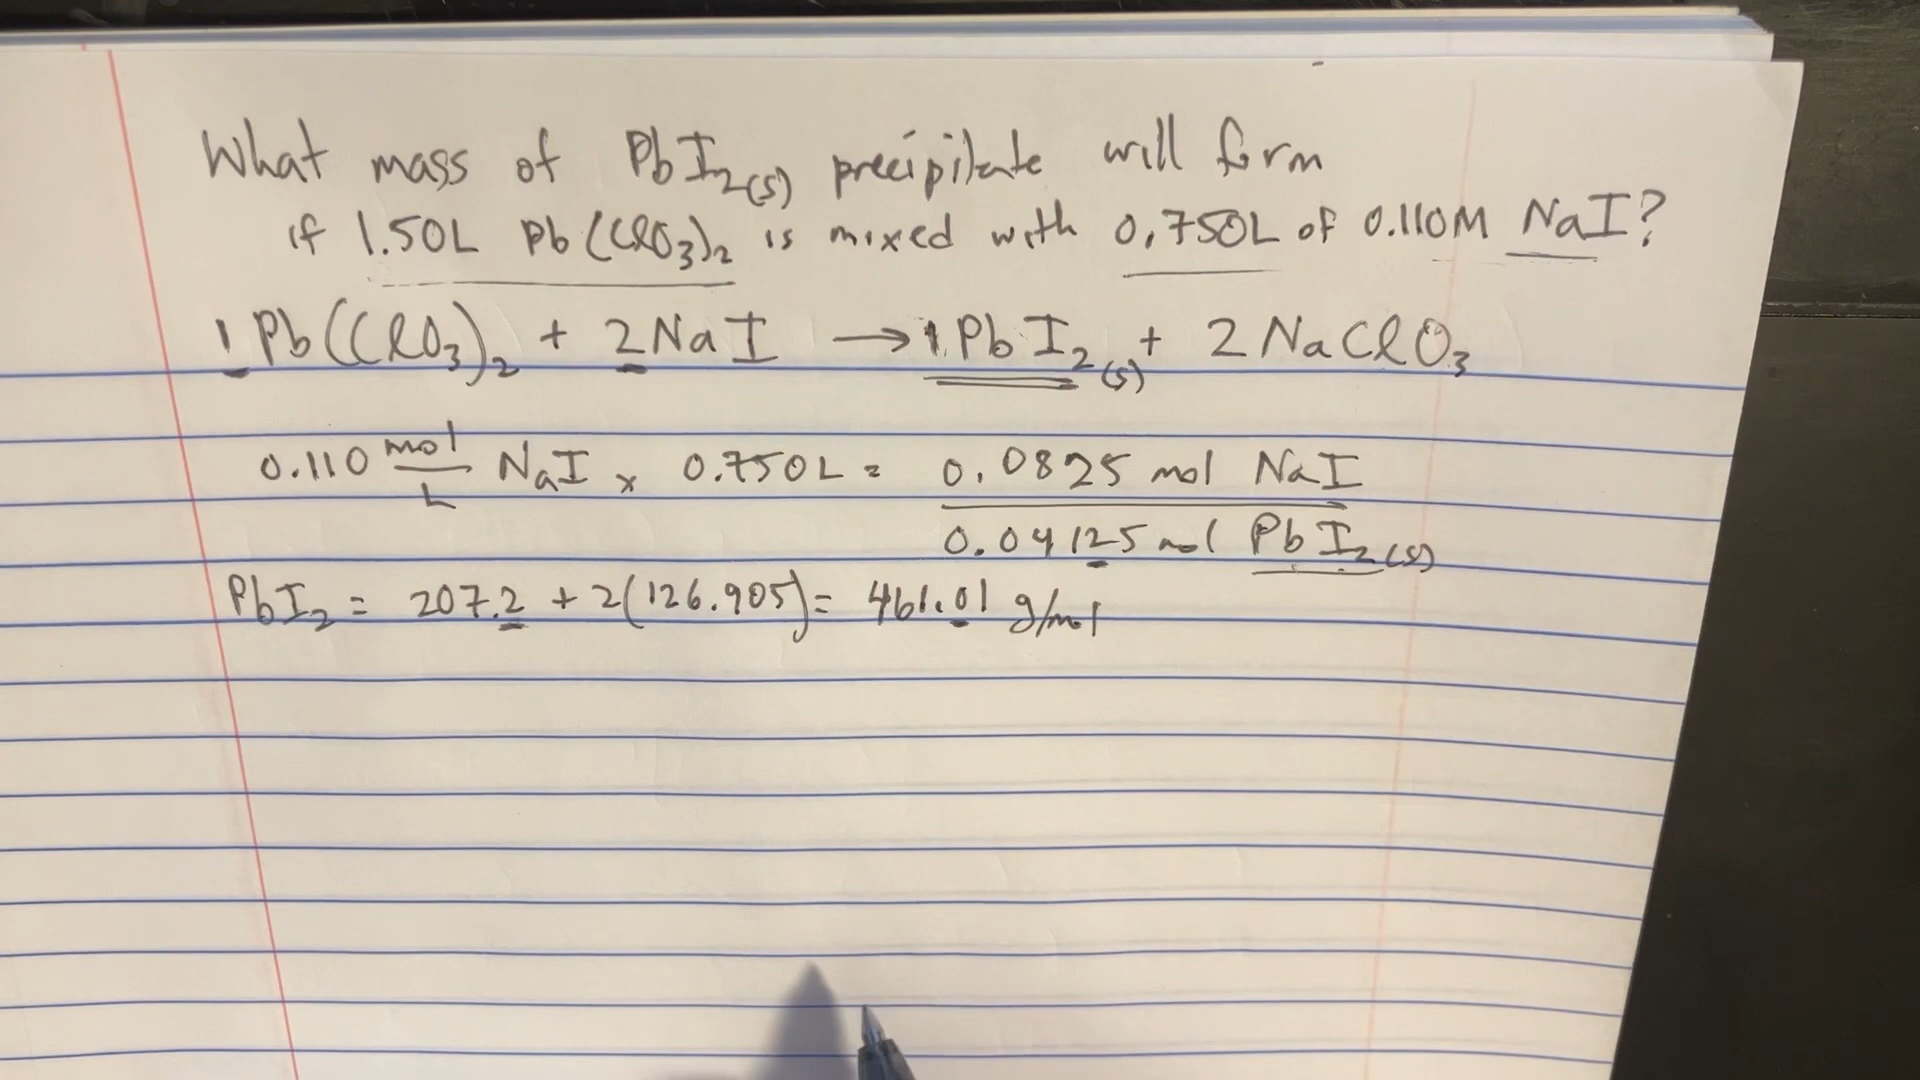 What mass of PbI₂(s) precipitate will form
if 1.50L Pb(ClO₃)₂ is mixed with 0.750L of 0.110M NaI?
1 Pb(ClO₃)₂ + 2NaI → 1 PbI₂(s) + 2NaClO₃
0.110 mol/L NaI x 0.750L = 0.0825 mol NaI
0.04125 mol PbI₂(s)
PbI₂ = 207.2 + 2(126.905) = 461.01 g/mol